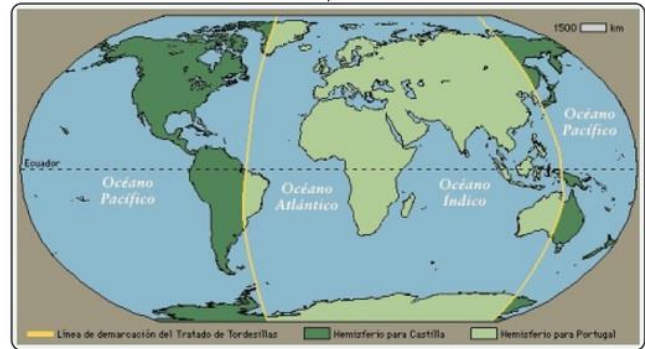 1500 km
Océano
Pacífico
Ecuador
Océano
Pacífico
Océano
Atlántico
Océano
Índico
Línea de demarcación del Tratado de Tordesillas
Hemisferio para Castilla
Hemisferio para Portugal